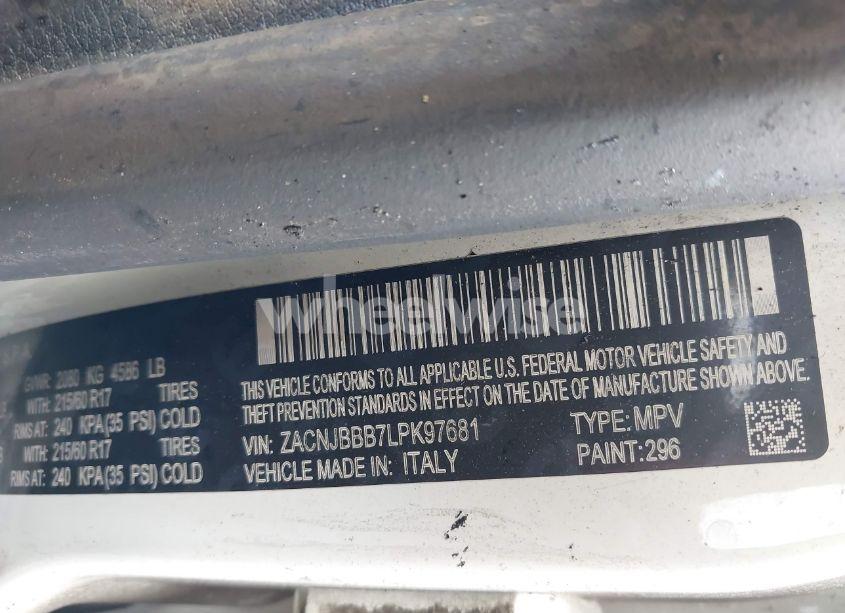 wheelwise
GVWR: 2080 KG 4586 LB
WITH: 215/60 R17 TIRES
RIMS AT: 240 KPA(35 PSI) COLD
WITH: 215/60 R17 TIRES
RIMS AT: 240 KPA(35 PSI) COLD
THIS VEHICLE CONFORMS TO ALL APPLICABLE U.S. FEDERAL MOTOR VEHICLE SAFETY AND
THEFT PREVENTION STANDARDS IN EFFECT ON THE DATE OF MANUFACTURE SHOWN ABOVE.
VIN: ZACNJBBB7LPK97681 TYPE: MPV
VEHICLE MADE IN: ITALY PAINT: 296